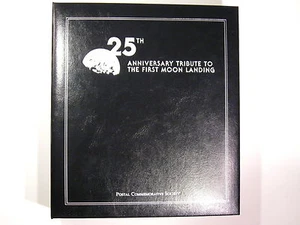 25TH
ANNIVERSARY TRIBUTE TO
THE FIRST MOON LANDING
POSTAL COMMEMORATIVE SOCIETY